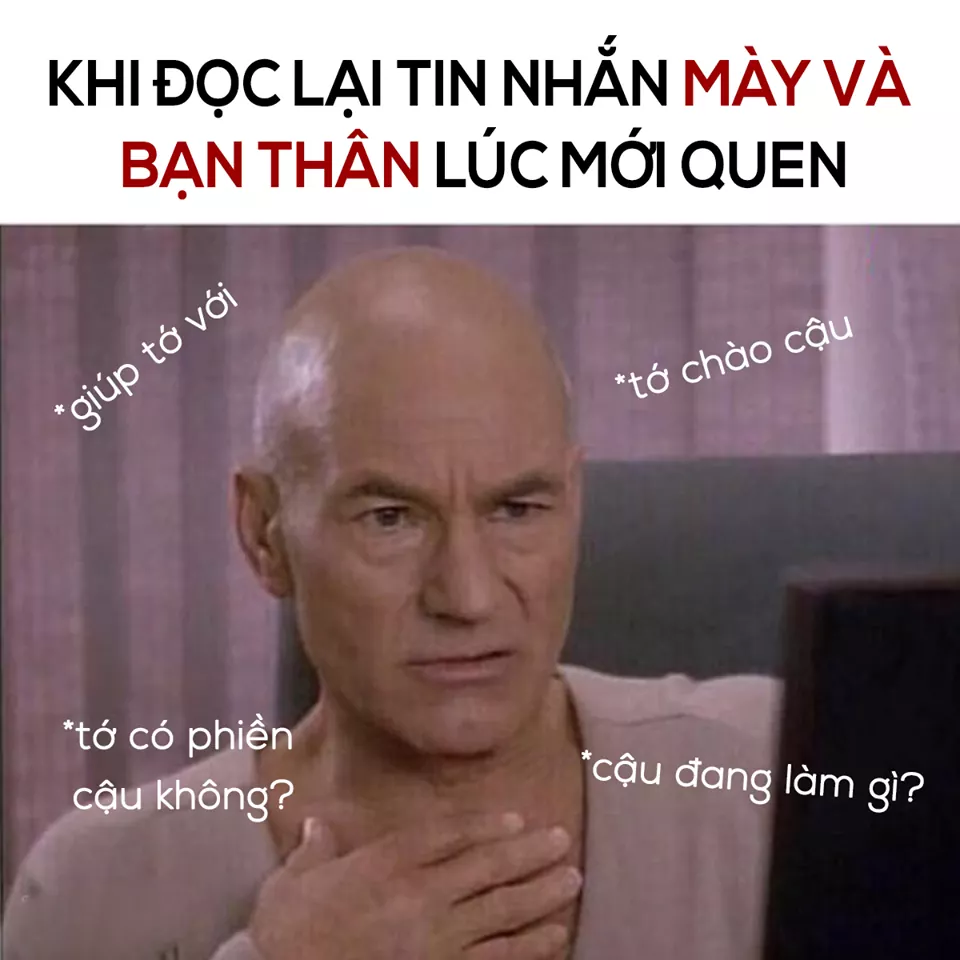 KHI ĐỌC LẠI TIN NHẮN MÀY VÀ
BẠN THÂN LÚC MỚI QUEN
*giúp tớ với
*tớ chào cậu
*tớ có phiền
cậu không?
*cậu đang làm gì?